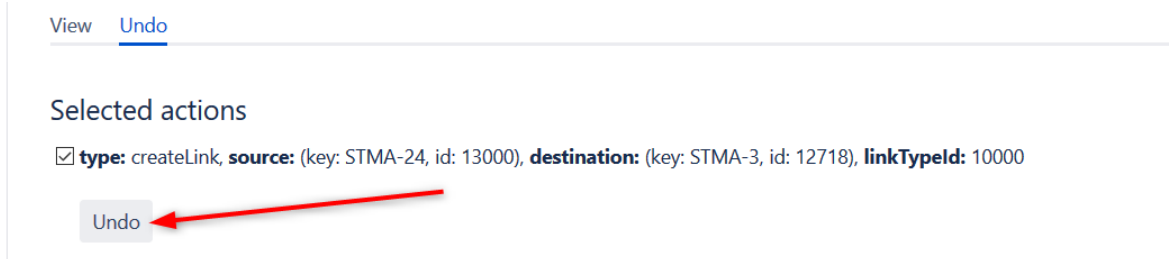 View Undo
Selected actions
type: createLink, source: (key: STMA-24, id: 13000), destination: (key: STMA-3, id: 12718), linkTypeId: 10000
Undo